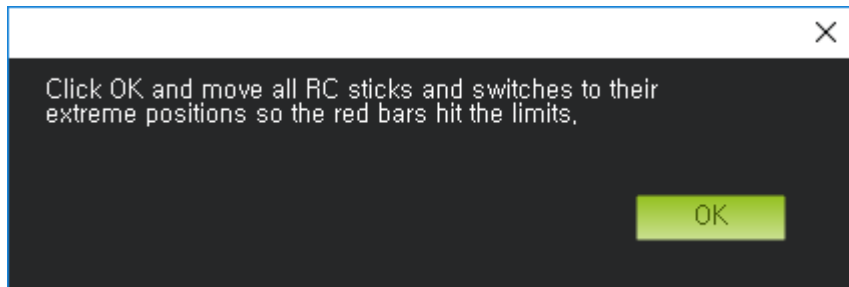 Click OK and move all RC sticks and switches to their
extreme positions so the red bars hit the limits.
OK